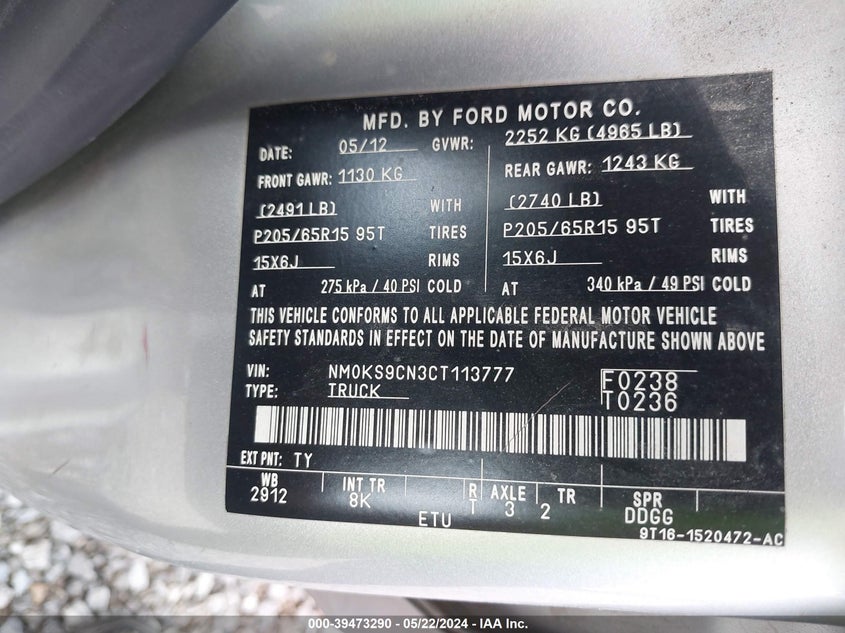 MFD. BY FORD MOTOR CO.
DATE: 05/12 GVWR: 2252 KG (4965 LB)
FRONT GAWR: 1130 KG REAR GAWR: 1243 KG
(2491 LB) WITH (2740 LB) WITH
P205/65R15 95T TIRES P205/65R15 95T TIRES
15X6J RIMS 15X6J RIMS
AT 275 kPa / 40 PSI COLD AT 340 kPa / 49 PSI COLD
THIS VEHICLE CONFORMS TO ALL APPLICABLE FEDERAL MOTOR VEHICLE
SAFETY STANDARDS IN EFFECT ON THE DATE OF MANUFACTURE SHOWN ABOVE
VIN: NM0KS9CN3CT113777 F0238
TYPE: TRUCK T0236
EXT PNT: TY
WB INT TR R AXLE TR SPR
2912 8K T 3 2 DDGG
ETU 9T16-1520472-AC
000-39473290 - 05/22/2024 - IAA Inc.